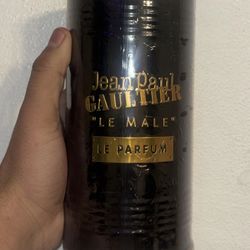 Jean Paul
GAULTIER
"LE MALE"
LE PARFUM